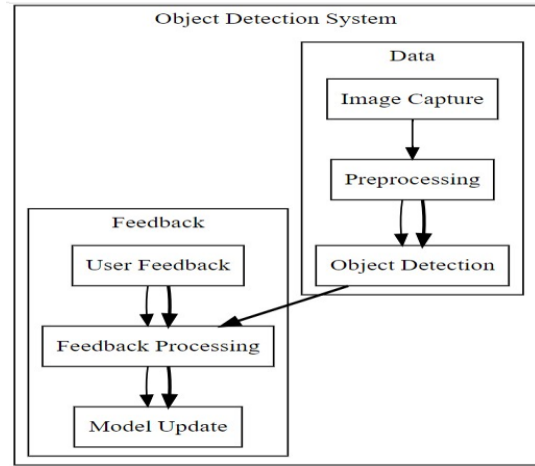 Object Detection System
Data
Image Capture
Preprocessing
Object Detection
Feedback
User Feedback
Feedback Processing
Model Update